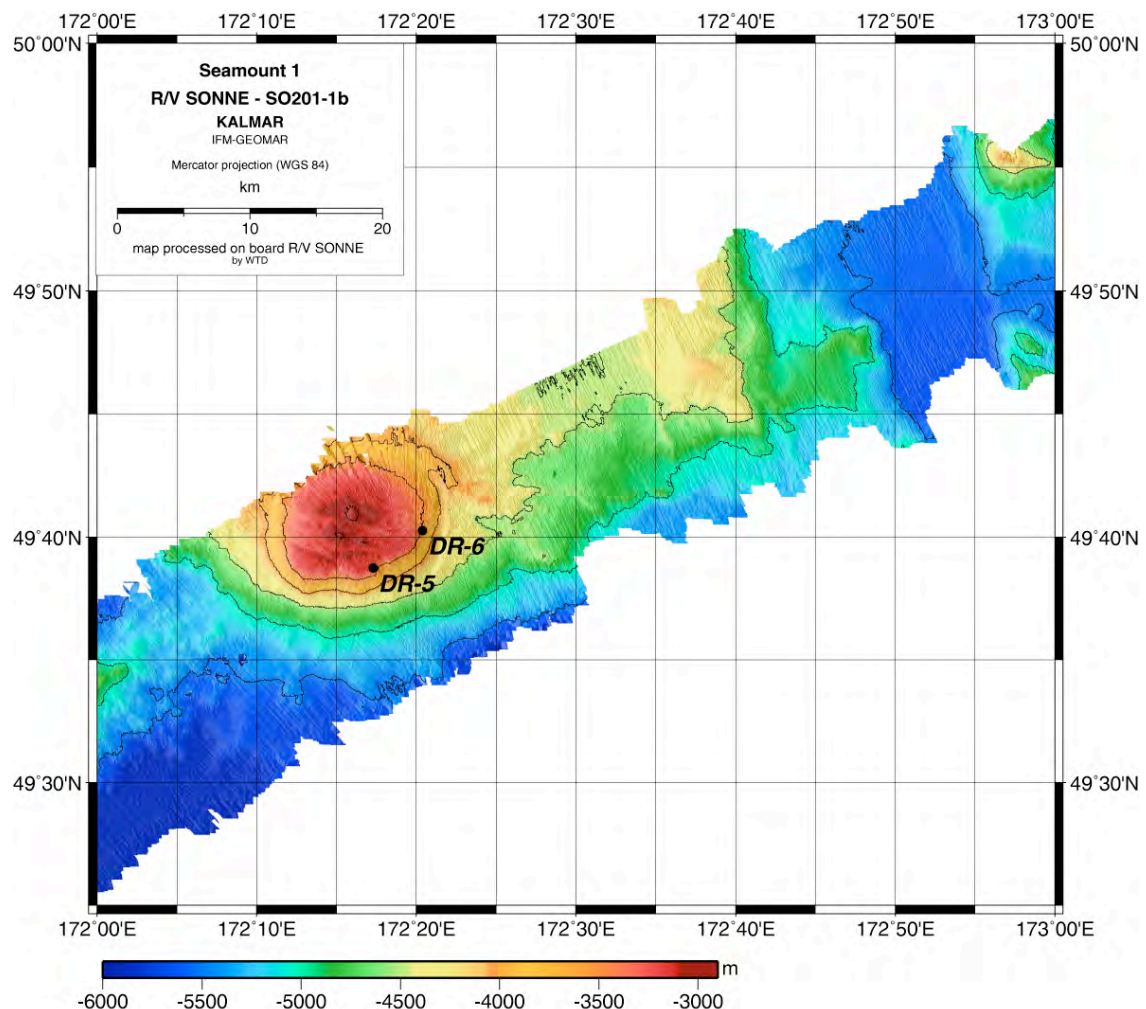 172˚00'E 172˚10'E 172˚20'E 172˚30'E 172˚40'E 172˚50'E 173˚00'E
50˚00'N 50˚00'N
Seamount 1
R/V SONNE - SO201-1b
KALMAR
IFM-GEOMAR
Mercator projection (WGS 84)
km
0 10 20
map processed on board R/V SONNE
by WTD
49˚50'N 49˚50'N
49˚40'N 49˚40'N
DR-6
DR-5
49˚30'N 49˚30'N
172˚00'E 172˚10'E 172˚20'E 172˚30'E 172˚40'E 172˚50'E 173˚00'E
m
-6000 -5500 -5000 -4500 -4000 -3500 -3000